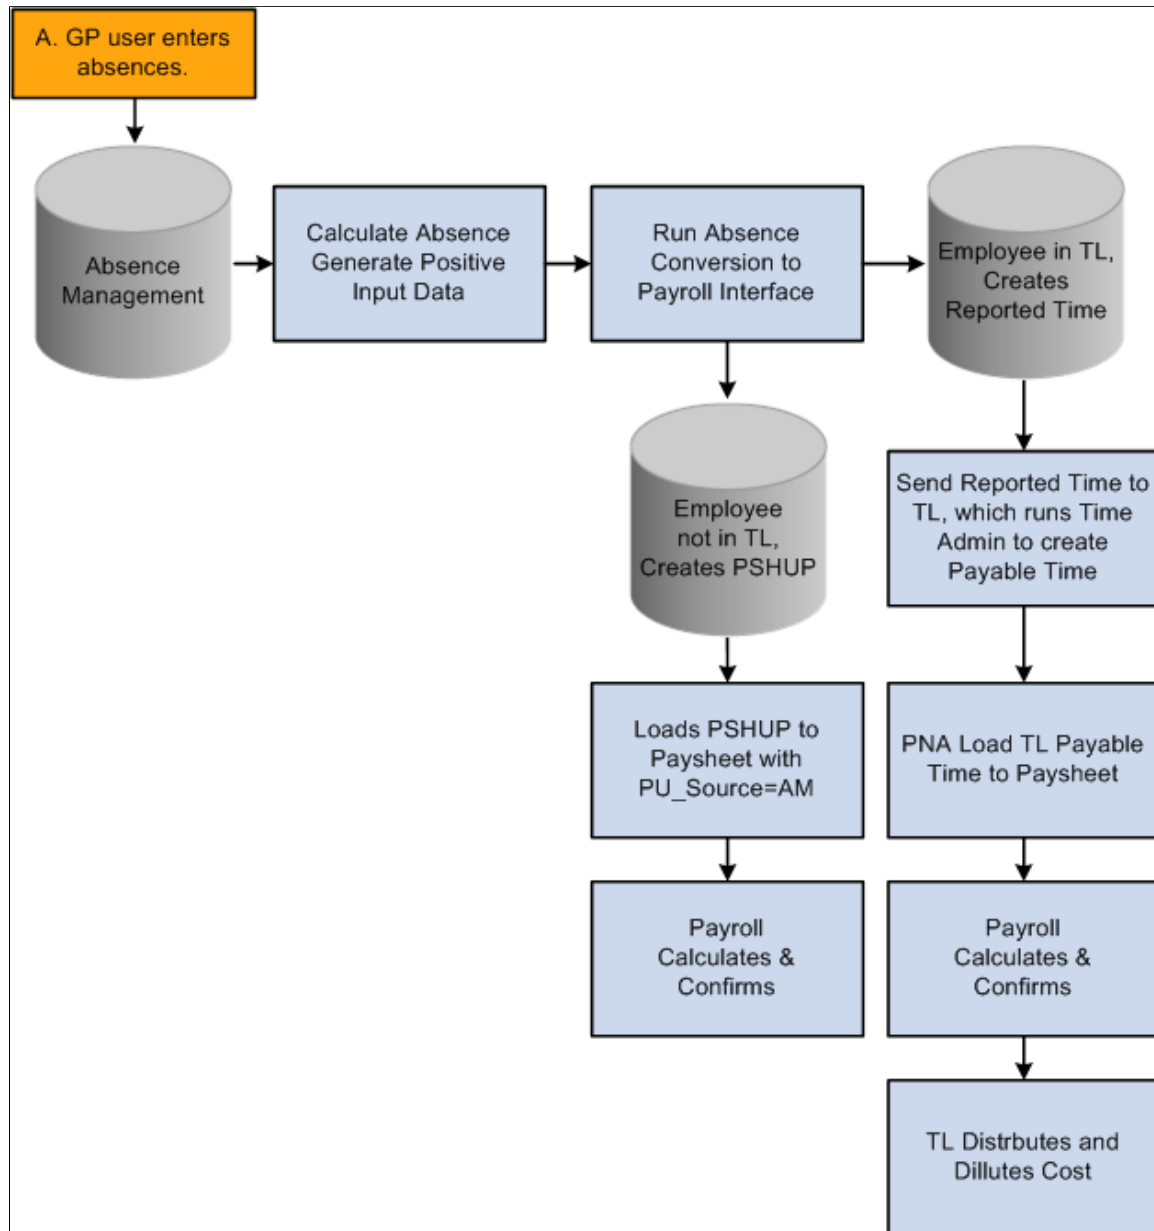 A. GP user enters
absences.
Absence
Management
Calculate Absence
Generate Positive
Input Data
Run Absence
Conversion to
Payroll Interface
Employee in TL,
Creates
Reported Time
Employee
not in TL,
Creates PSHUP
Send Reported Time to
TL, which runs Time
Admin to create
Payable Time
Loads PSHUP to
Paysheet with
PU_Source=AM
PNA Load TL Payable
Time to Paysheet
Payroll
Calculates &
Confirms
Payroll
Calculates &
Confirms
TL Distrbutes and
Dillutes Cost